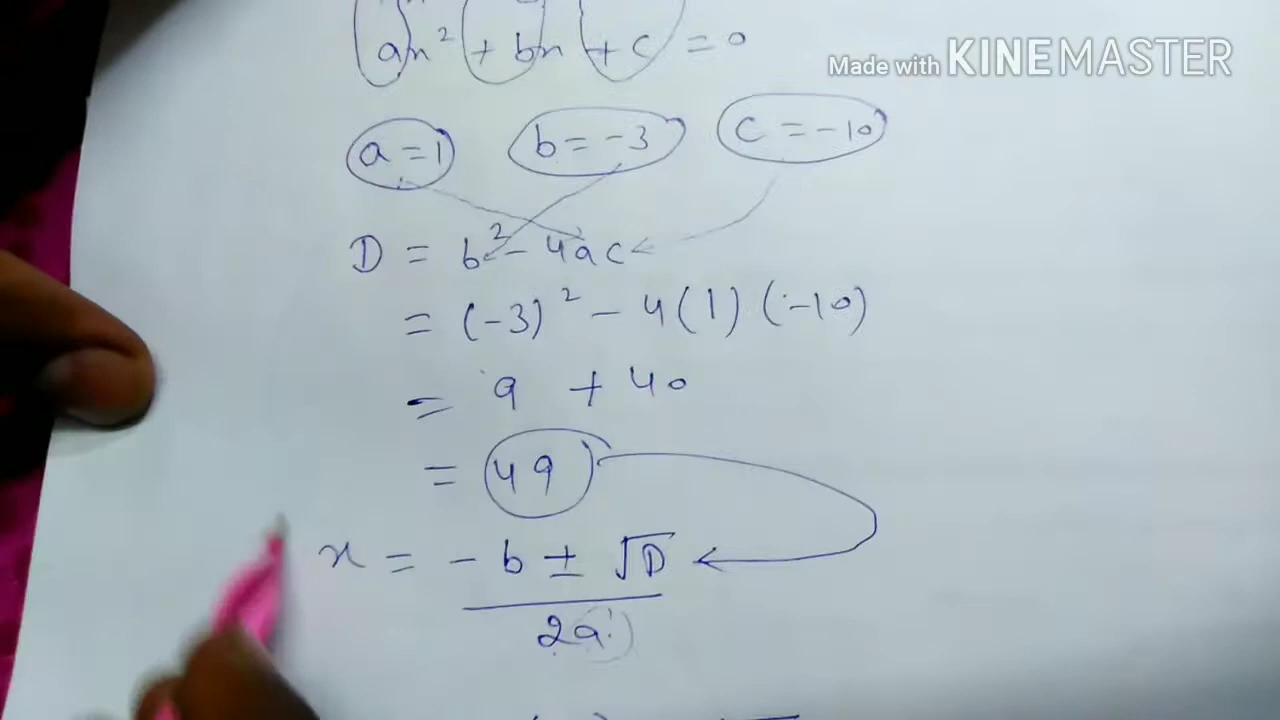 ax² + bx + c = 0
Made with KINEMASTER
a = 1 b = -3 c = -10
D = b² - 4ac
= (-3)² - 4(1)(-10)
= 9 + 40
= 49
x = -b ± √D
2a